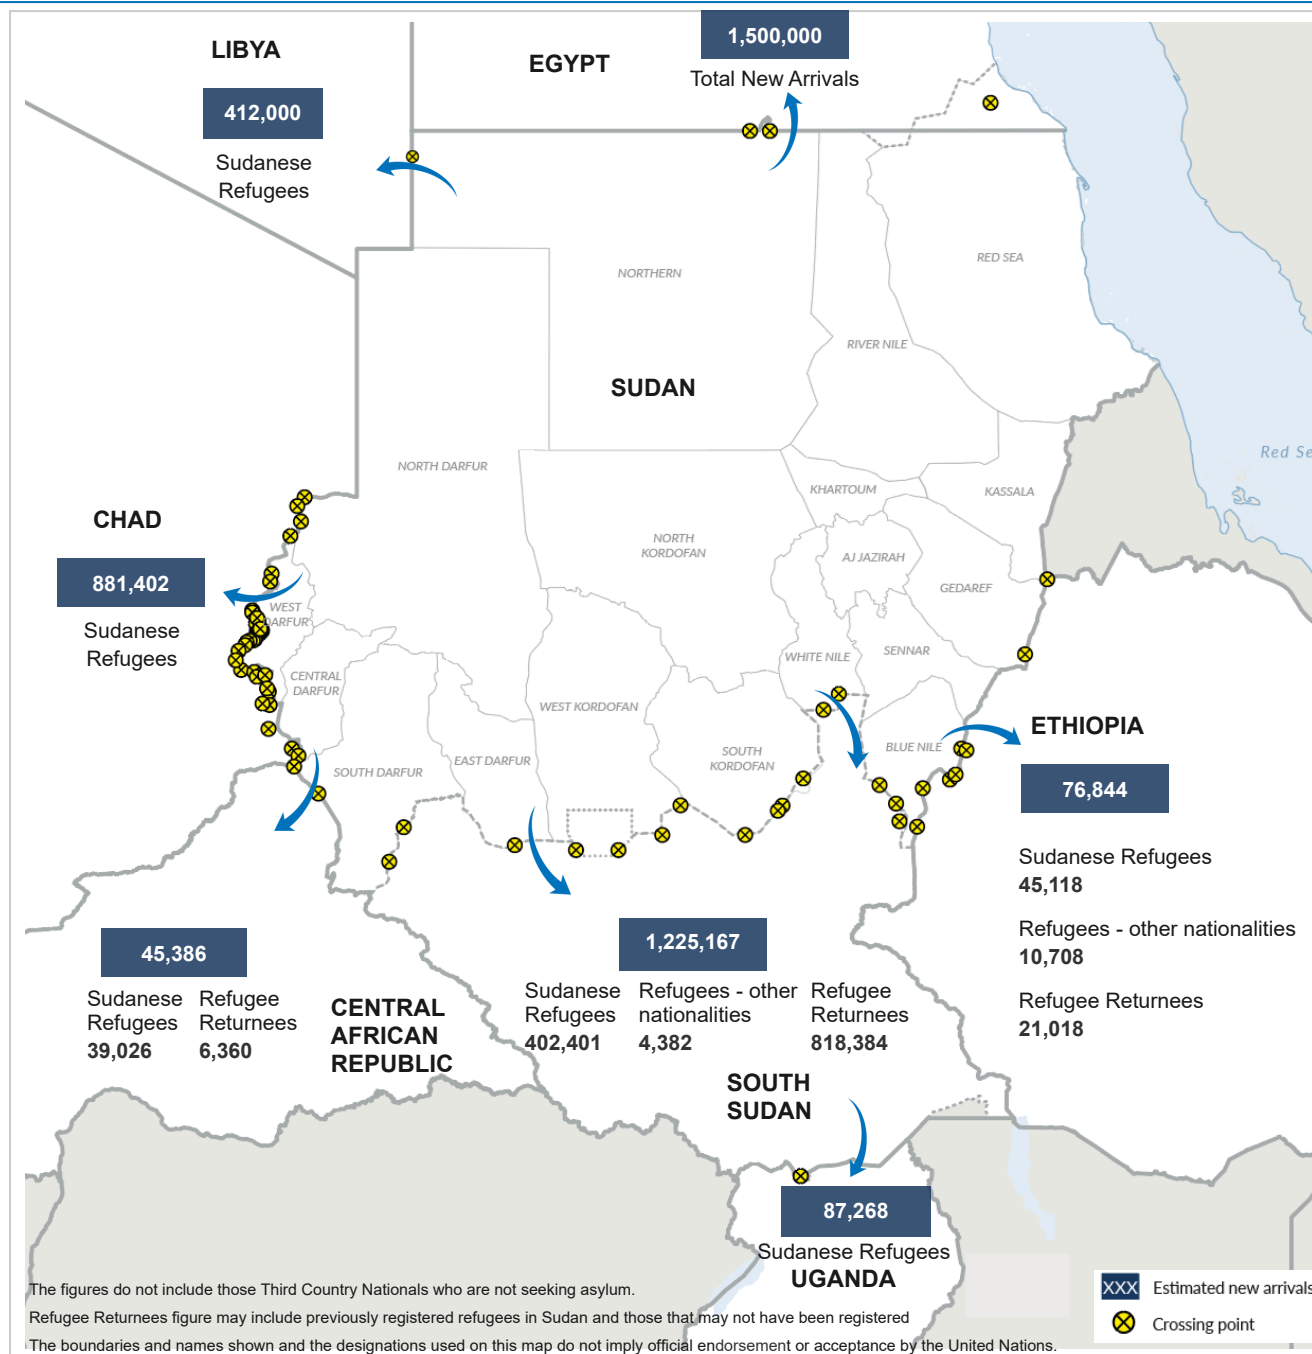 LIBYA
412,000
Sudanese
Refugees
EGYPT
1,500,000
Total New Arrivals
NORTHERN
RED SEA
RIVER NILE
SUDAN
Red Se
NORTH DARFUR
KHARTOUM
KASSALA
CHAD
881,402
Sudanese
Refugees
NORTH
KORDOFAN
AJ JAZIRAH
GEDAREF
WEST
DARFUR
WHITE NILE
SENNAR
CENTRAL
DARFUR
WEST KORDOFAN
SOUTH
KORDOFAN
BLUE NILE
EAST DARFUR
SOUTH DARFUR
ETHIOPIA
76,844
Sudanese Refugees
45,118
Refugees - other nationalities
10,708
Refugee Returnees
21,018
45,386
Sudanese
Refugees
39,026
Refugee
Returnees
6,360
CENTRAL
AFRICAN
REPUBLIC
1,225,167
Sudanese
Refugees
402,401
Refugees - other
nationalities
4,382
Refugee
Returnees
818,384
SOUTH
SUDAN
87,268
Sudanese Refugees
UGANDA
The figures do not include those Third Country Nationals who are not seeking asylum.
Refugee Returnees figure may include previously registered refugees in Sudan and those that may not have been registered
The boundaries and names shown and the designations used on this map do not imply official endorsement or acceptance by the United Nations.
XXX Estimated new arrivals
Crossing point